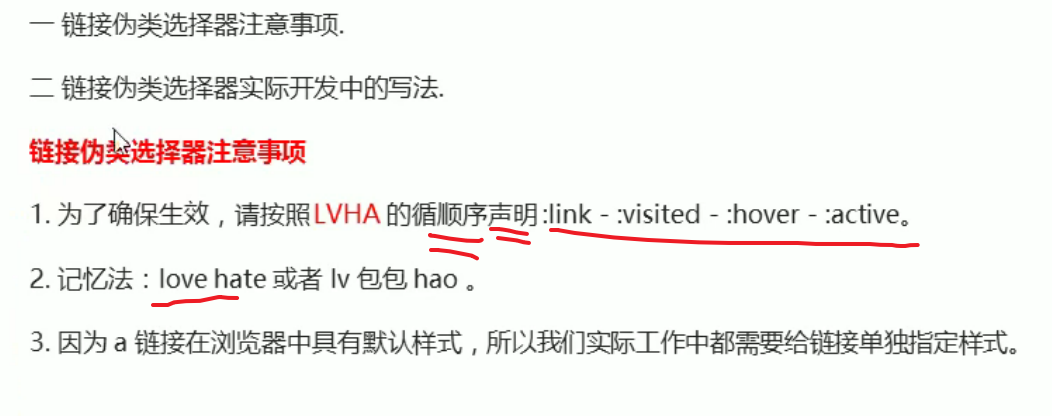 一 链接伪类选择器注意事项.
二 链接伪类选择器实际开发中的写法.
链接伪类选择器注意事项
1. 为了确保生效，请按照 LVHA 的循顺序声明 :link - :visited - :hover - :active。
2. 记忆法：love hate 或者 lv 包包 hao 。
3. 因为 a 链接在浏览器中具有默认样式，所以我们实际工作中都需要给链接单独指定样式。